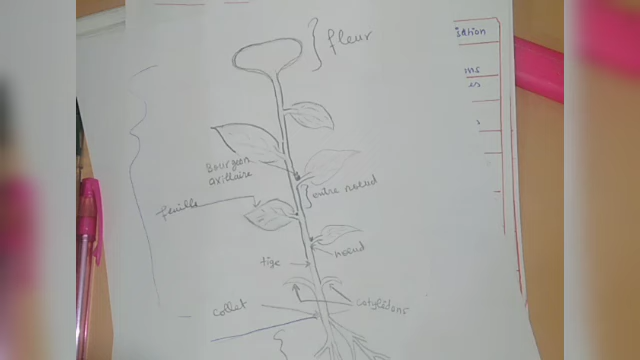 fleur
Bourgeon
axillaire
entre noeud
feuille
noeud
tige
cotylédons
collet